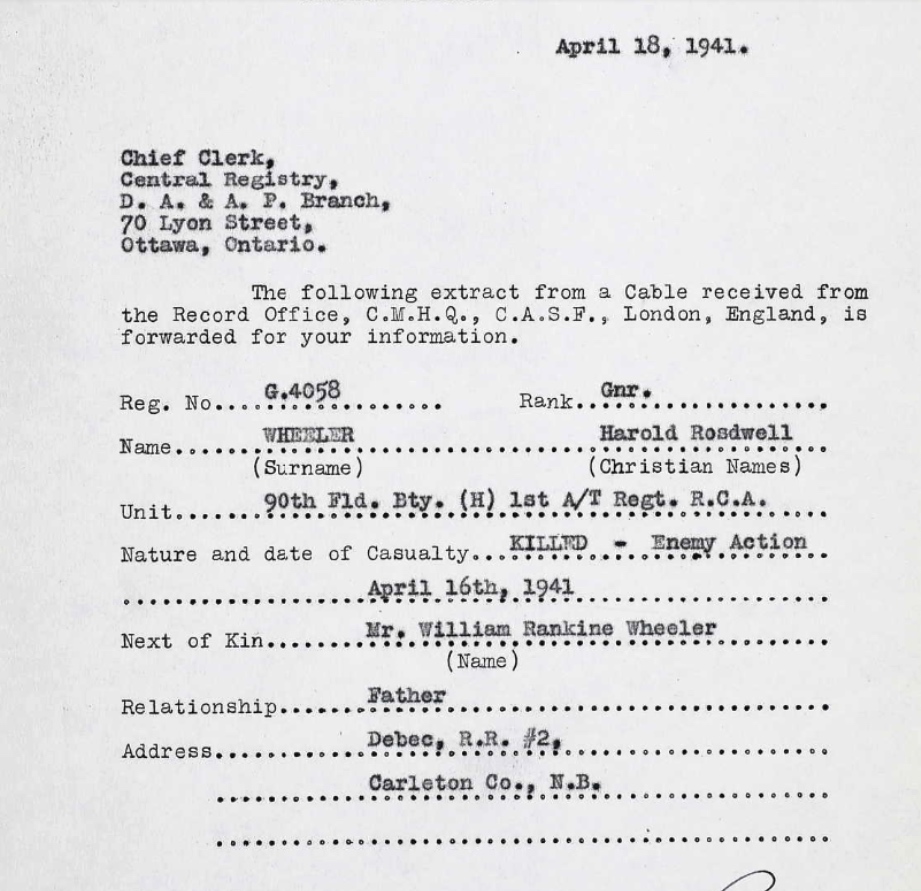 April 18, 1941.
Chief Clerk,
Central Registry,
D. A. & A. P. Branch,
70 Lyon Street,
Ottawa, Ontario.
The following extract from a Cable received from
the Record Office, C.M.H.Q., C.A.S.F., London, England, is
forwarded for your information.
Reg. No. G.4058 Rank Gnr.
Name WHEELER Harold Rosdwell
(Surname) (Christian Names)
Unit 90th Fld. Bty. (H) 1st A/T Regt. R.C.A.
Nature and date of Casualty KILLED - Enemy Action
April 16th, 1941
Next of Kin Mr. William Rankine Wheeler
(Name)
Relationship Father
Address Debec, R.R. #2,
Carleton Co., N.B.